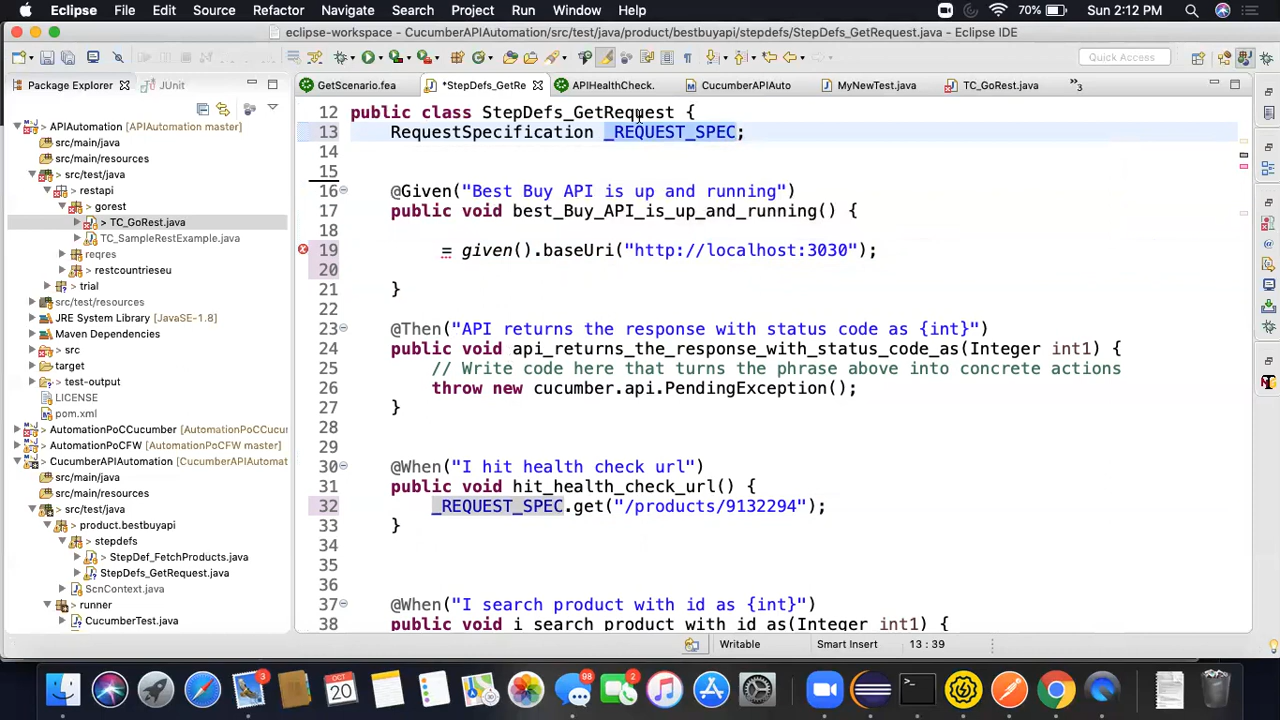 Eclipse File Edit Source Refactor Navigate Search Project Run Window Help 70% Sun 2:12 PM
eclipse-workspace - CucumberAPIAutomation/src/test/java/product/bestbuyapi/stepdefs/StepDefs_GetRequest.java - Eclipse IDE
Quick Access
Package Explorer JUnit
GetScenario.fea *StepDefs_GetRe APIHealthCheck. CucumberAPIAuto MyNewTest.java TC_GoRest.java »3
APIAutomation [APIAutomation master]
src/main/java
src/main/resources
> src/test/java
> restapi
> gorest
> TC_GoRest.java
TC_SampleRestExample.java
reqres
> restcountrieseu
> trial
src/test/resources
JRE System Library [JavaSE-1.8]
Maven Dependencies
> src
> target
> test-output
LICENSE
pom.xml
AutomationPoCCucumber [AutomationPoCCucu
AutomationPoCFW [AutomationPoCFW master]
> CucumberAPIAutomation [CucumberAPIAutomat
src/main/java
src/main/resources
> src/test/java
> product.bestbuyapi
> stepdefs
> StepDef_FetchProducts.java
StepDefs_GetRequest.java
ScnContext.java
> runner
CucumberTest.java
12 public class StepDefs_GetRequest {
13 RequestSpecification _REQUEST_SPEC;
14
15
16 @Given("Best Buy API is up and running")
17 public void best_Buy_API_is_up_and_running() {
18
19 = given().baseUri("http://localhost:3030");
20
21 }
22
23 @Then("API returns the response with status code as {int}")
24 public void api_returns_the_response_with_status_code_as(Integer int1) {
25 // Write code here that turns the phrase above into concrete actions
26 throw new cucumber.api.PendingException();
27 }
28
29
30 @When("I hit health check url")
31 public void hit_health_check_url() {
32 _REQUEST_SPEC.get("/products/9132294");
33 }
34
35
36
37 @When("I search product with id as {int}")
38 public void i_search_product_with_id_as(Integer int1) {
Writable Smart Insert 13 : 39
OCT
20
98
3